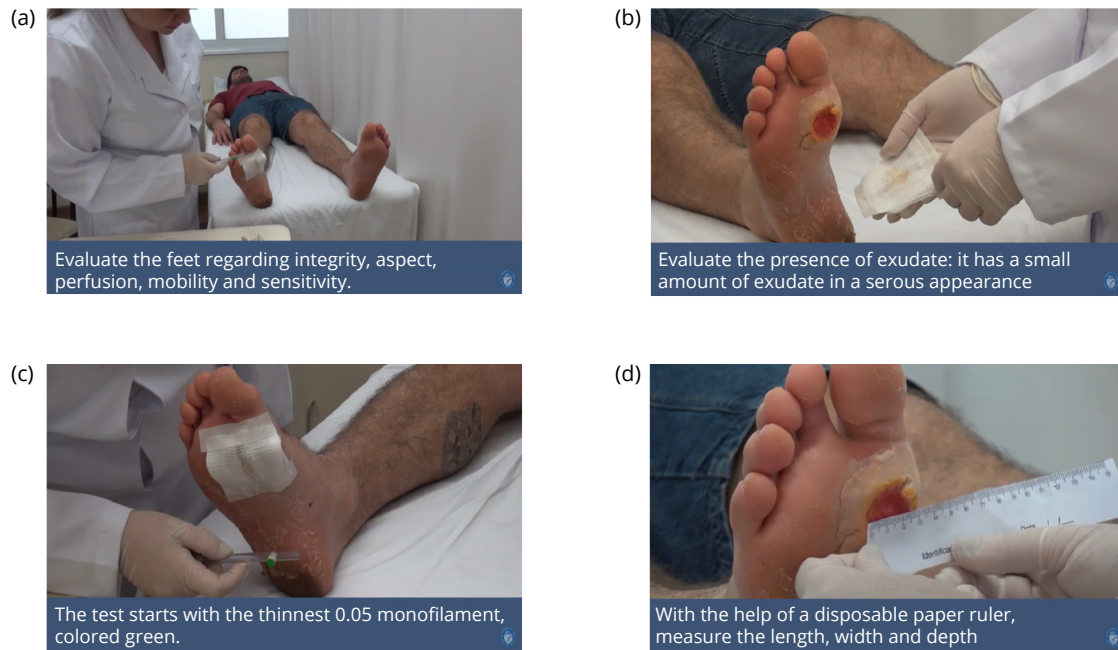 (a)
Evaluate the feet regarding integrity, aspect,
perfusion, mobility and sensitivity.
(b)
Evaluate the presence of exudate: it has a small
amount of exudate in a serous appearance
(c)
The test starts with the thinnest 0.05 monofilament,
colored green.
(d)
With the help of a disposable paper ruler,
measure the length, width and depth